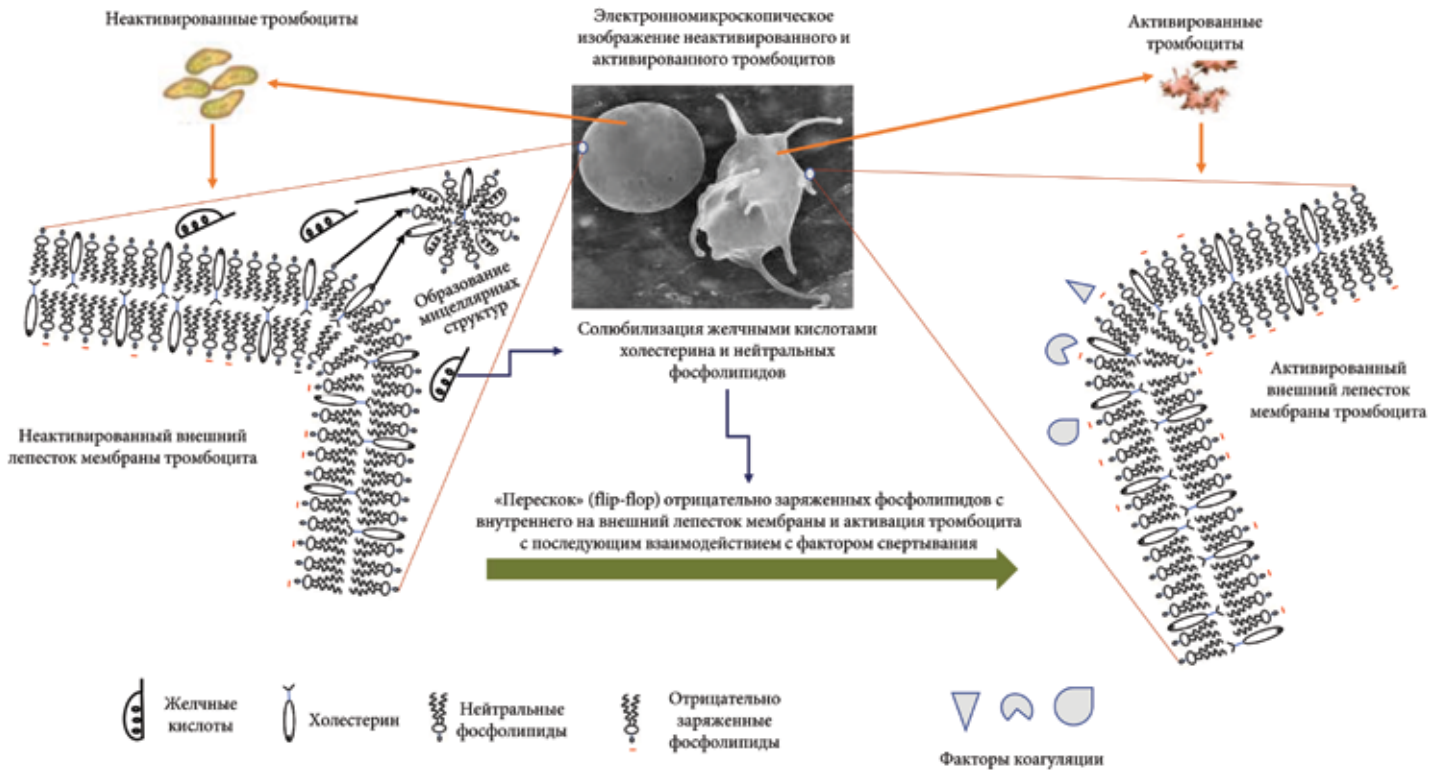 Неактивированные тромбоциты
Электронномикроскопическое
изображение неактивированного и
активированного тромбоцитов
Активированные
тромбоциты
Образование
мицеллярных
структур
Солюбилизация желчными кислотами
холестерина и нейтральных
фосфолипидов
Неактивированный внешний
лепесток мембраны тромбоцита
Активированный
внешний лепесток
мембраны тромбоцита
«Перескок» (flip-flop) отрицательно заряженных фосфолипидов с
внутреннего на внешний лепесток мембраны и активация тромбоцита
с последующим взаимодействием с фактором свертывания
Желчные
кислоты
Холестерин
Нейтральные
фосфолипиды
Отрицательно
заряженные
фосфолипиды
Факторы коагуляции